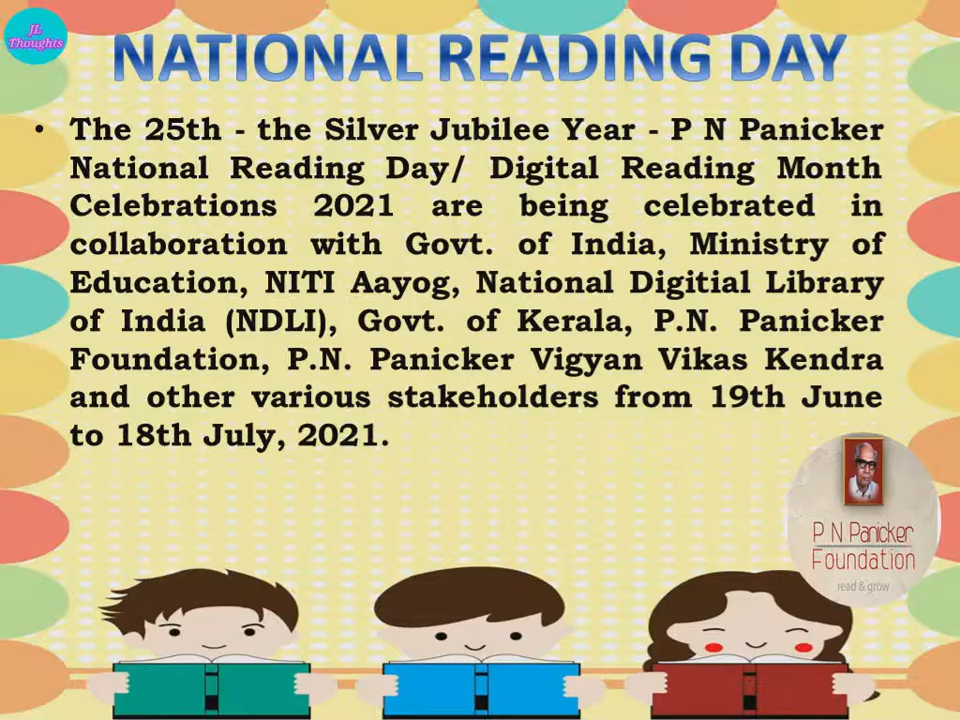 JL
Thoughts
NATIONAL READING DAY
• The 25th - the Silver Jubilee Year - P N Panicker
National Reading Day/ Digital Reading Month
Celebrations 2021 are being celebrated in
collaboration with Govt. of India, Ministry of
Education, NITI Aayog, National Digitial Library
of India (NDLI), Govt. of Kerala, P.N. Panicker
Foundation, P.N. Panicker Vigyan Vikas Kendra
and other various stakeholders from 19th June
to 18th July, 2021.
P N Panicker
Foundation
read & grow